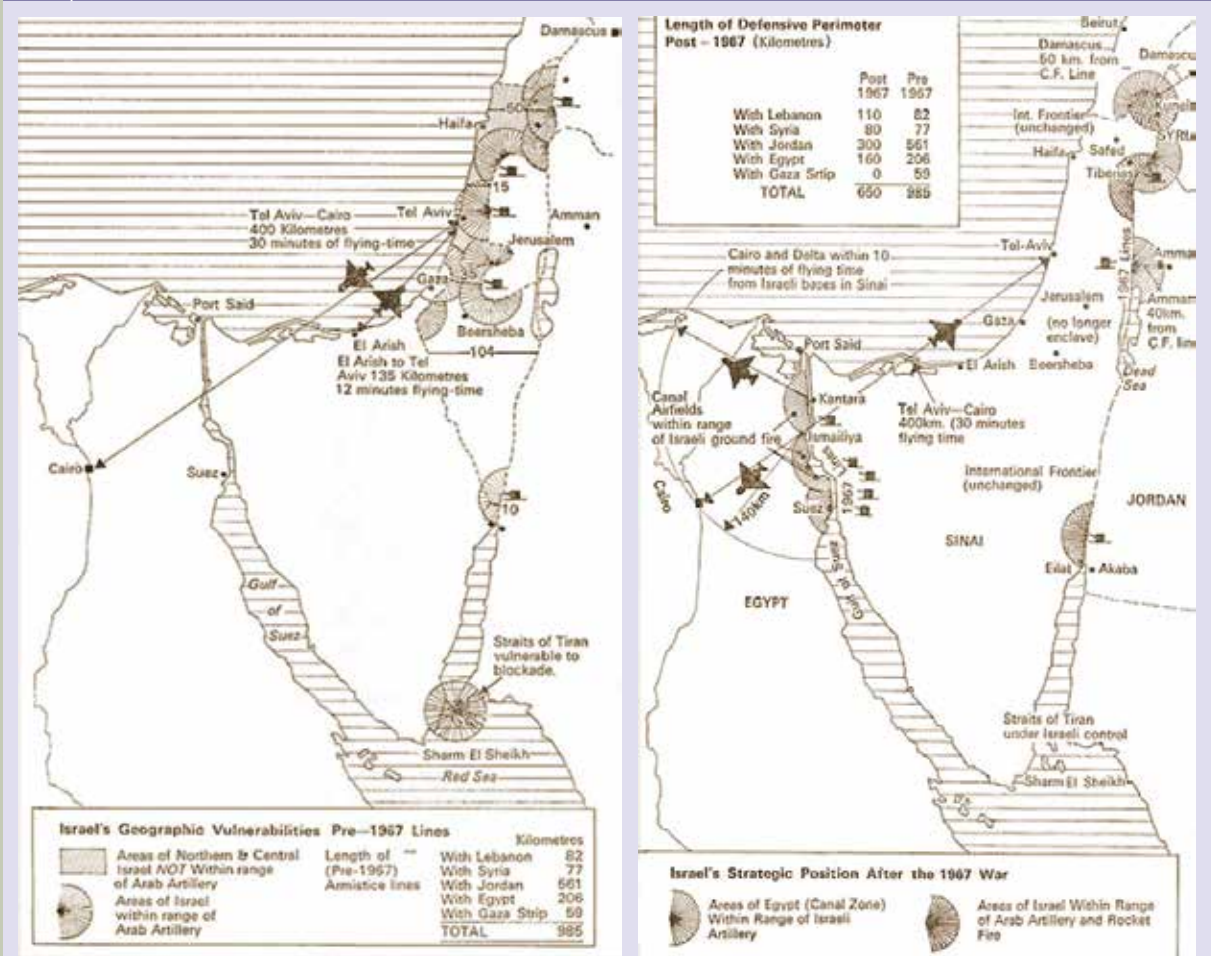 Damascus
60
Haifa
15
Tel Aviv
Tel Aviv—Cairo
400 Kilometres
30 minutes of flying-time
Amman
Jerusalem
Gaza
Port Said
Beersheba
El Arish
104
El Arish to Tel
Aviv 135 Kilometres
12 minutes flying-time
Cairo
Suez
10
Gulf
of
Suez
Straits of Tiran
vulnerable to
blockade.
Sharm El Sheikh
Red Sea
Israel's Geographic Vulnerabilities Pre—1967 Lines
Areas of Northern & Central
Israel NOT Within range
of Arab Artillery
Areas of Israel
within range of
Arab Artillery
Length of
(Pre-1967)
Armistice lines
Kilometres
With Lebanon 82
With Syria 77
With Jordan 561
With Egypt 206
With Gaza Strip 59
TOTAL 985
Length of Defensive Perimeter
Post – 1967 (Kilometres)
Post Pre
1967 1967
With Lebanon 110 82
With Syria 80 77
With Jordan 300 561
With Egypt 160 206
With Gaza Srtip 0 59
TOTAL 650 985
Beirut
Damascus
60 km. from
C.F. Line
Damascu
Int. Frontier
(unchanged)
Haifa
Safed
Tiberias
Tel-Aviv
1967 Lines
Amman
Cairo and Delta within 10
minutes of flying time
from Israeli bases in Sinai
Jerusalem
(no longer
enclave)
Amman
40km.
from
C.F. line
Gaza
Port Said
El Arish
Beersheba
Dead
Sea
Canal
Airfields
within range
of Israeli ground fire
Kantara
Tel Aviv—Cairo
400km. (30 minutes
flying time
Ismailiya
Lines
1967
Cairo
140km
Suez
International Frontier
(unchanged)
JORDAN
SINAI
Gulf of Suez
Eilat
Akaba
EGYPT
Straits of Tiran
under Israeli control
Sharm El Sheikh
Israel's Strategic Position After the 1967 War
Areas of Egypt (Canal Zone)
Within Range of Israeli
Artillery
Areas of Israel Within Range
of Arab Artillery and Rocket
Fire